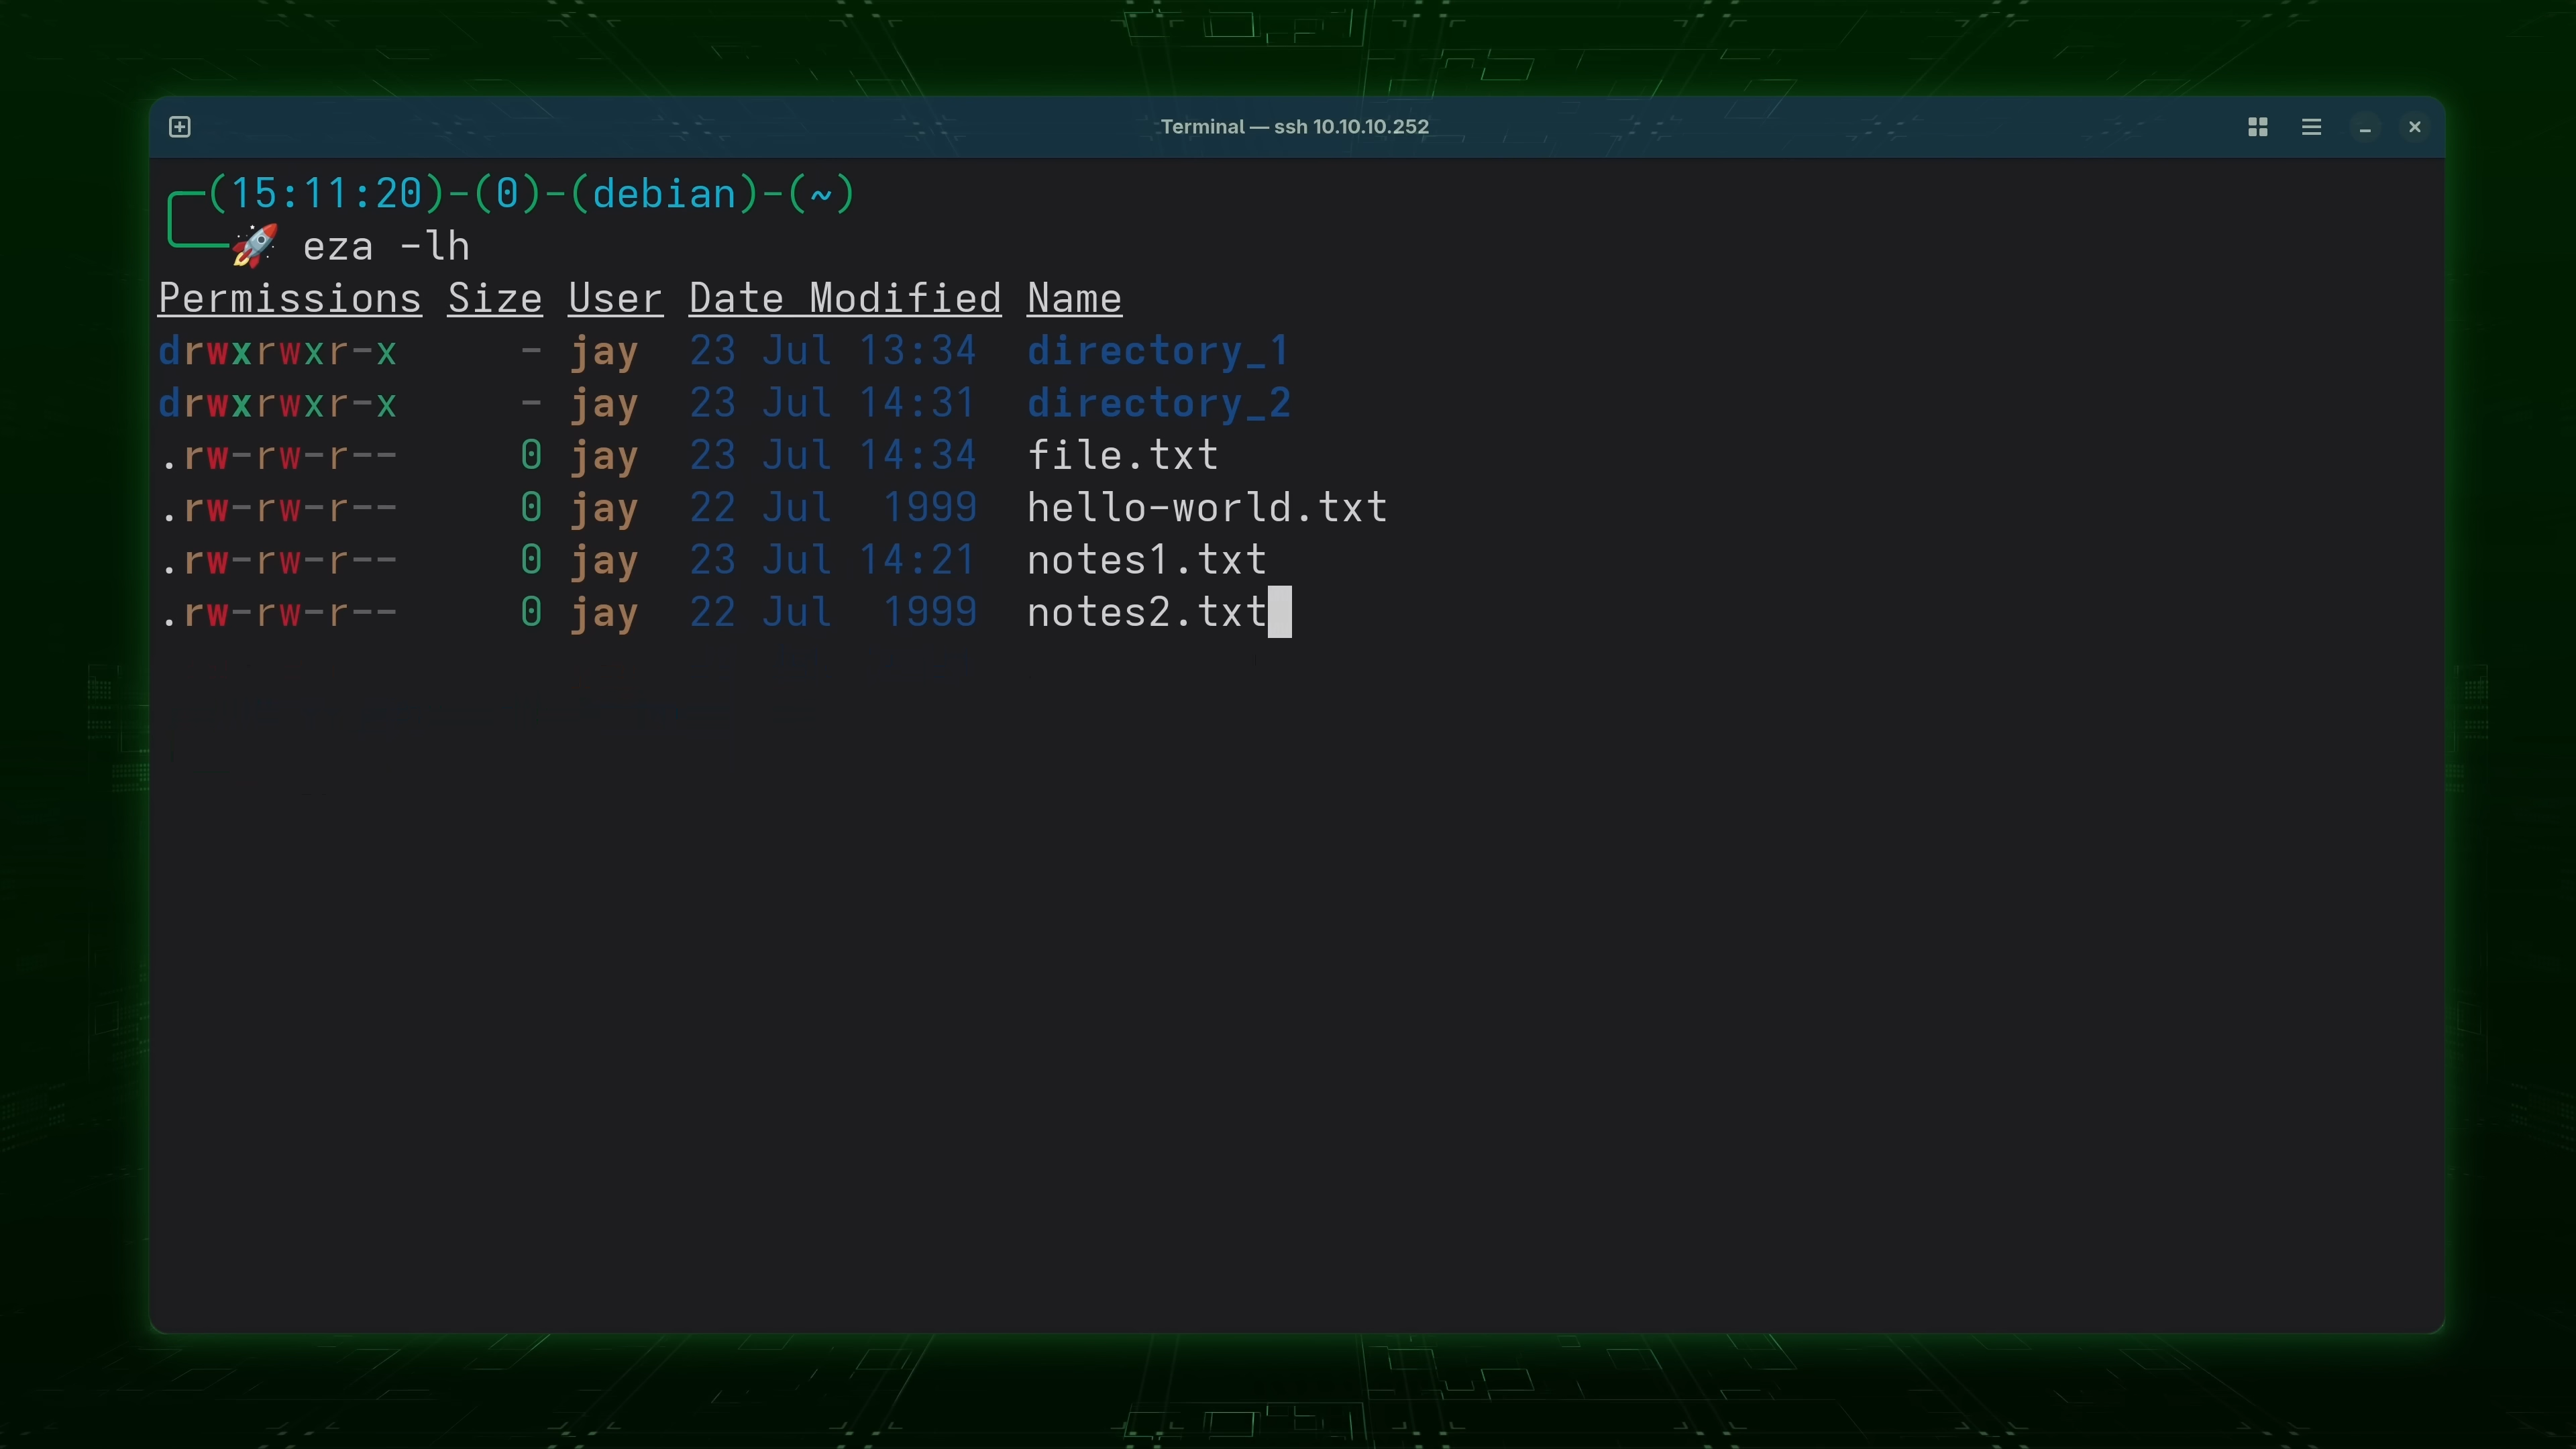 Terminal — ssh 10.10.10.252
(15:11:20)-(0)-(debian)-(~)
🚀 eza -lh
Permissions Size User Date Modified Name
drwxrwxr-x - jay 23 Jul 13:34 directory_1
drwxrwxr-x - jay 23 Jul 14:31 directory_2
.rw-rw-r-- 0 jay 23 Jul 14:34 file.txt
.rw-rw-r-- 0 jay 22 Jul 1999 hello-world.txt
.rw-rw-r-- 0 jay 23 Jul 14:21 notes1.txt
.rw-rw-r-- 0 jay 22 Jul 1999 notes2.txt